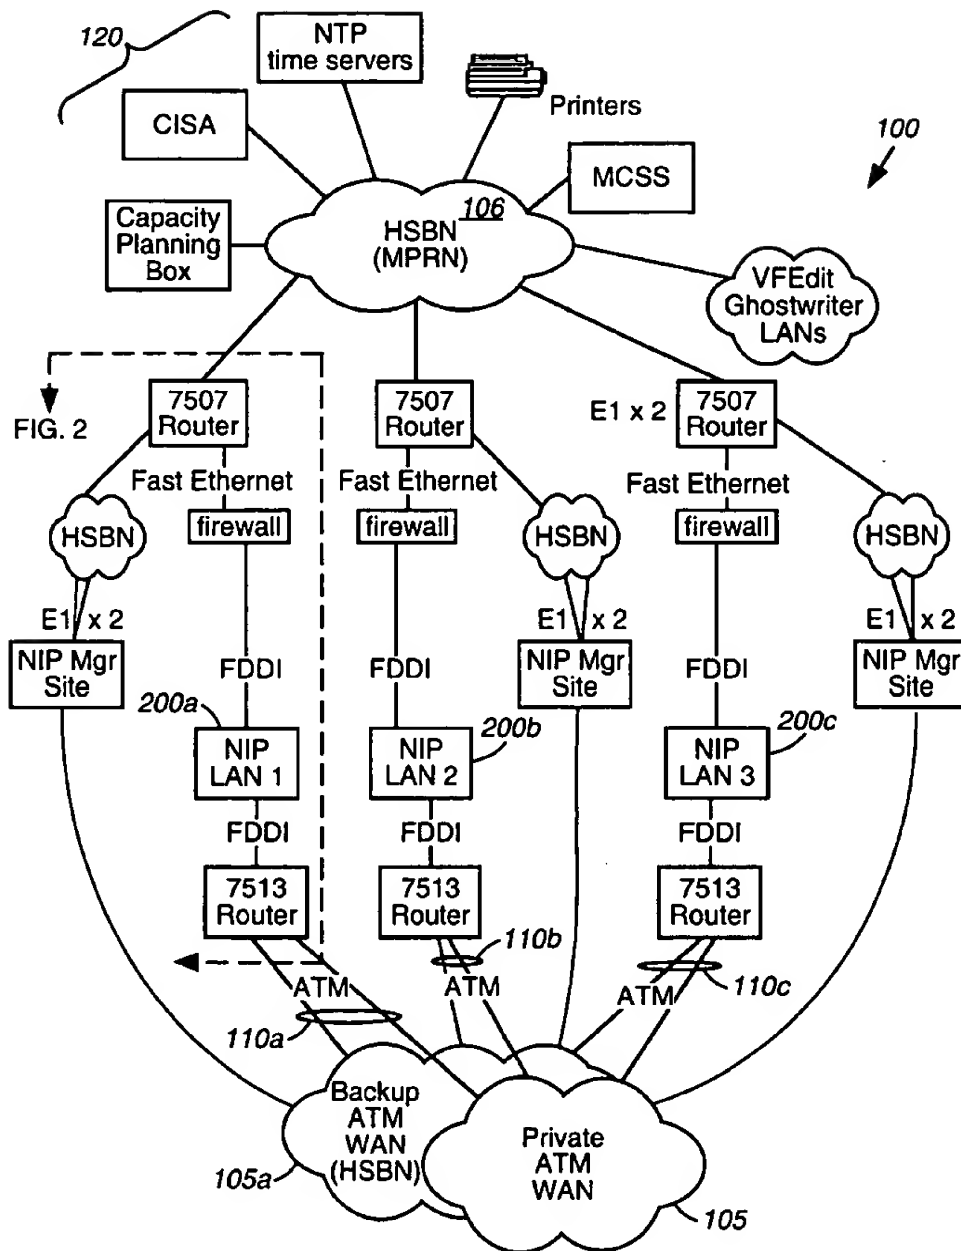 120
NTP
time servers
Printers
CISA
100
MCSS
106
HSBN
(MPRN)
Capacity
Planning
Box
VFEdit
Ghostwriter
LANs
FIG. 2
7507
Router
7507
Router
E1 x 2
7507
Router
Fast Ethernet
Fast Ethernet
Fast Ethernet
HSBN
firewall
firewall
HSBN
firewall
HSBN
E1 x 2
E1 x 2
E1 x 2
NIP Mgr
Site
FDDI
FDDI
NIP Mgr
Site
FDDI
NIP Mgr
Site
200a
200b
200c
NIP
LAN 1
NIP
LAN 2
NIP
LAN 3
FDDI
FDDI
FDDI
7513
Router
7513
Router
7513
Router
110b
110c
ATM
ATM
ATM
110a
Backup
ATM
WAN
(HSBN)
Private
ATM
WAN
105a
105